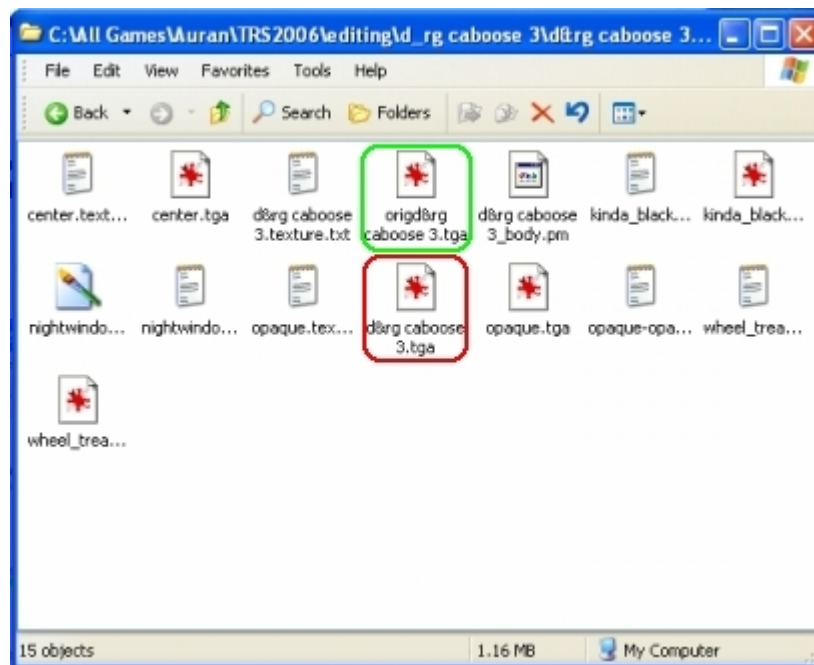 C:\All Games\Auran\TRS2006\editing\d_rg caboose 3\d&rg caboose 3...
File Edit View Favorites Tools Help
Back Search Folders
center.text... center.tga d&rg caboose origd&rg d&rg caboose kinda_black... kinda_black...
3.texture.txt caboose 3.tga 3_body.pm
nightwindo... nightwindo... opaque.tex... d&rg caboose opaque.tga opaque-opa... wheel_trea...
3.tga
wheel_trea...
15 objects 1.16 MB My Computer